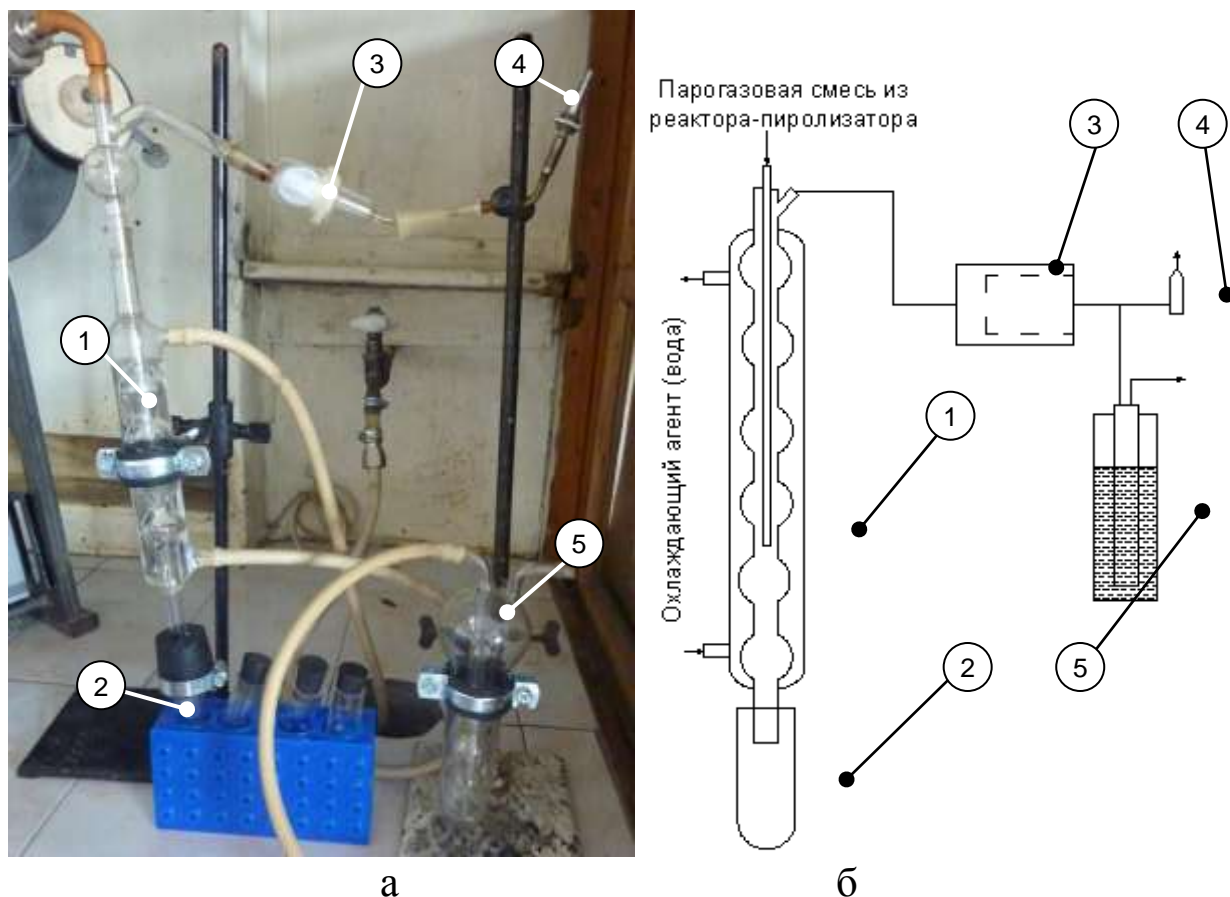 3
4
1
5
2
а
Парогазовая смесь из
реактора-пиролизатора
3
4
Охлаждающий агент (вода)
1
5
2
б